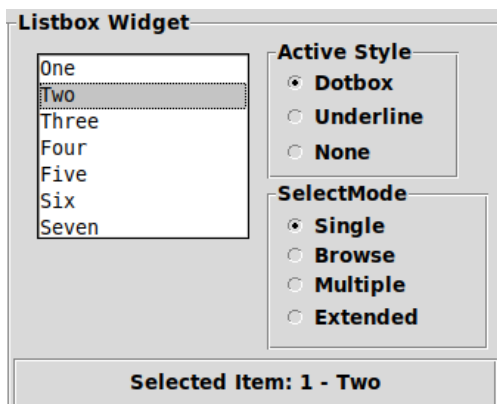 Listbox Widget
One
Two
Three
Four
Five
Six
Seven
Active Style
Dotbox
Underline
None
SelectMode
Single
Browse
Multiple
Extended
Selected Item: 1 - Two